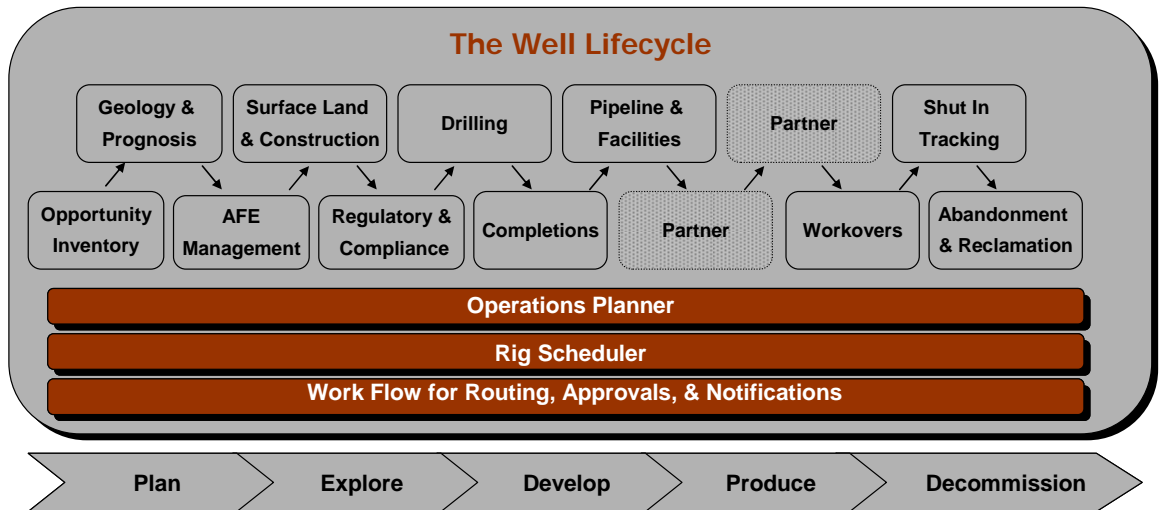 The Well Lifecycle
Geology &
Prognosis
Surface Land
& Construction
Drilling
Pipeline &
Facilities
Partner
Shut In
Tracking
Opportunity
Inventory
AFE
Management
Regulatory &
Compliance
Completions
Partner
Workovers
Abandonment
& Reclamation
Operations Planner
Rig Scheduler
Work Flow for Routing, Approvals, & Notifications
Plan
Explore
Develop
Produce
Decommission